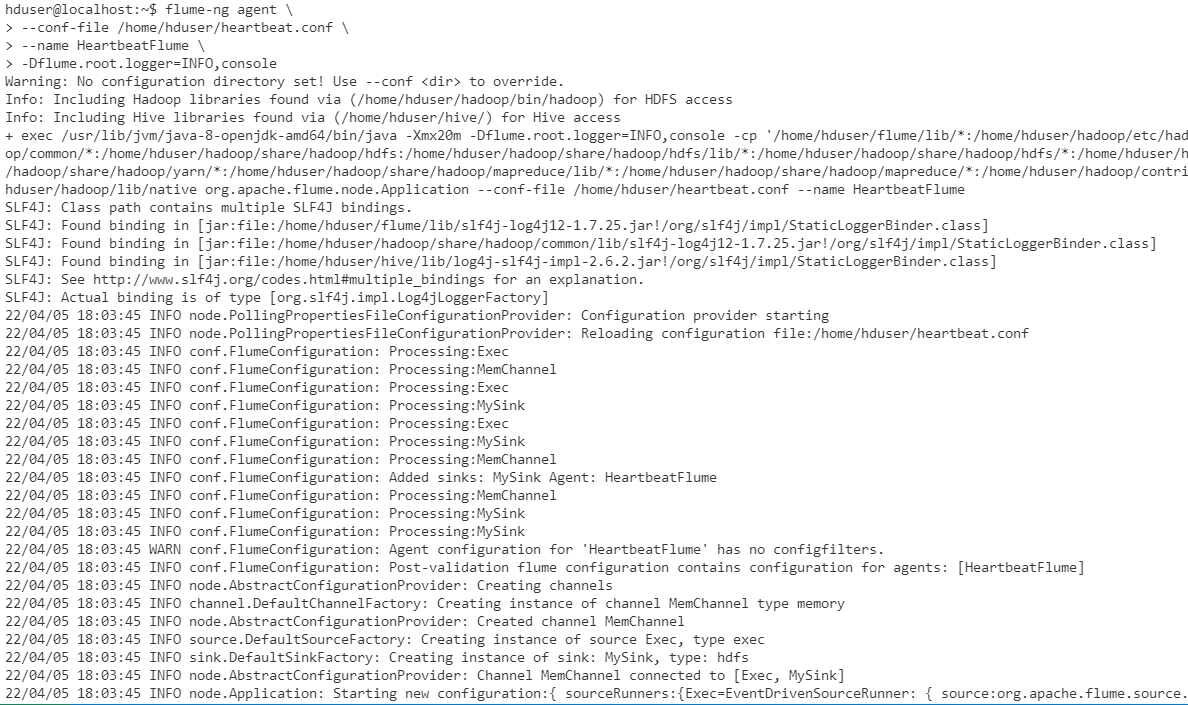 hduser@localhost:~$ flume-ng agent \
> --conf-file /home/hduser/heartbeat.conf \
> --name HeartbeatFlume \
> -Dflume.root.logger=INFO,console
Warning: No configuration directory set! Use --conf <dir> to override.
Info: Including Hadoop libraries found via (/home/hduser/hadoop/bin/hadoop) for HDFS access
Info: Including Hive libraries found via (/home/hduser/hive/) for Hive access
+ exec /usr/lib/jvm/java-8-openjdk-amd64/bin/java -Xmx20m -Dflume.root.logger=INFO,console -cp '/home/hduser/flume/lib/*:/home/hduser/hadoop/etc/had
op/common/*:/home/hduser/hadoop/share/hadoop/hdfs:/home/hduser/hadoop/share/hadoop/hdfs/lib/*:/home/hduser/hadoop/share/hadoop/hdfs/*:/home/hduser/h
/hadoop/share/hadoop/yarn/*:/home/hduser/hadoop/share/hadoop/mapreduce/lib/*:/home/hduser/hadoop/share/hadoop/mapreduce/*:/home/hduser/hadoop/contri
hduser/hadoop/lib/native org.apache.flume.node.Application --conf-file /home/hduser/heartbeat.conf --name HeartbeatFlume
SLF4J: Class path contains multiple SLF4J bindings.
SLF4J: Found binding in [jar:file:/home/hduser/flume/lib/slf4j-log4j12-1.7.25.jar!/org/slf4j/impl/StaticLoggerBinder.class]
SLF4J: Found binding in [jar:file:/home/hduser/hadoop/share/hadoop/common/lib/slf4j-log4j12-1.7.25.jar!/org/slf4j/impl/StaticLoggerBinder.class]
SLF4J: Found binding in [jar:file:/home/hduser/hive/lib/log4j-slf4j-impl-2.6.2.jar!/org/slf4j/impl/StaticLoggerBinder.class]
SLF4J: See http://www.slf4j.org/codes.html#multiple_bindings for an explanation.
SLF4J: Actual binding is of type [org.slf4j.impl.Log4jLoggerFactory]
22/04/05 18:03:45 INFO node.PollingPropertiesFileConfigurationProvider: Configuration provider starting
22/04/05 18:03:45 INFO node.PollingPropertiesFileConfigurationProvider: Reloading configuration file:/home/hduser/heartbeat.conf
22/04/05 18:03:45 INFO conf.FlumeConfiguration: Processing:Exec
22/04/05 18:03:45 INFO conf.FlumeConfiguration: Processing:MemChannel
22/04/05 18:03:45 INFO conf.FlumeConfiguration: Processing:Exec
22/04/05 18:03:45 INFO conf.FlumeConfiguration: Processing:MySink
22/04/05 18:03:45 INFO conf.FlumeConfiguration: Processing:Exec
22/04/05 18:03:45 INFO conf.FlumeConfiguration: Processing:MySink
22/04/05 18:03:45 INFO conf.FlumeConfiguration: Processing:MemChannel
22/04/05 18:03:45 INFO conf.FlumeConfiguration: Added sinks: MySink Agent: HeartbeatFlume
22/04/05 18:03:45 INFO conf.FlumeConfiguration: Processing:MemChannel
22/04/05 18:03:45 INFO conf.FlumeConfiguration: Processing:MySink
22/04/05 18:03:45 INFO conf.FlumeConfiguration: Processing:MySink
22/04/05 18:03:45 WARN conf.FlumeConfiguration: Agent configuration for 'HeartbeatFlume' has no configfilters.
22/04/05 18:03:45 INFO conf.FlumeConfiguration: Post-validation flume configuration contains configuration for agents: [HeartbeatFlume]
22/04/05 18:03:45 INFO node.AbstractConfigurationProvider: Creating channels
22/04/05 18:03:45 INFO channel.DefaultChannelFactory: Creating instance of channel MemChannel type memory
22/04/05 18:03:45 INFO node.AbstractConfigurationProvider: Created channel MemChannel
22/04/05 18:03:45 INFO source.DefaultSourceFactory: Creating instance of source Exec, type exec
22/04/05 18:03:45 INFO sink.DefaultSinkFactory: Creating instance of sink: MySink, type: hdfs
22/04/05 18:03:45 INFO node.AbstractConfigurationProvider: Channel MemChannel connected to [Exec, MySink]
22/04/05 18:03:45 INFO node.Application: Starting new configuration:{ sourceRunners:{Exec=EventDrivenSourceRunner: { source:org.apache.flume.source.